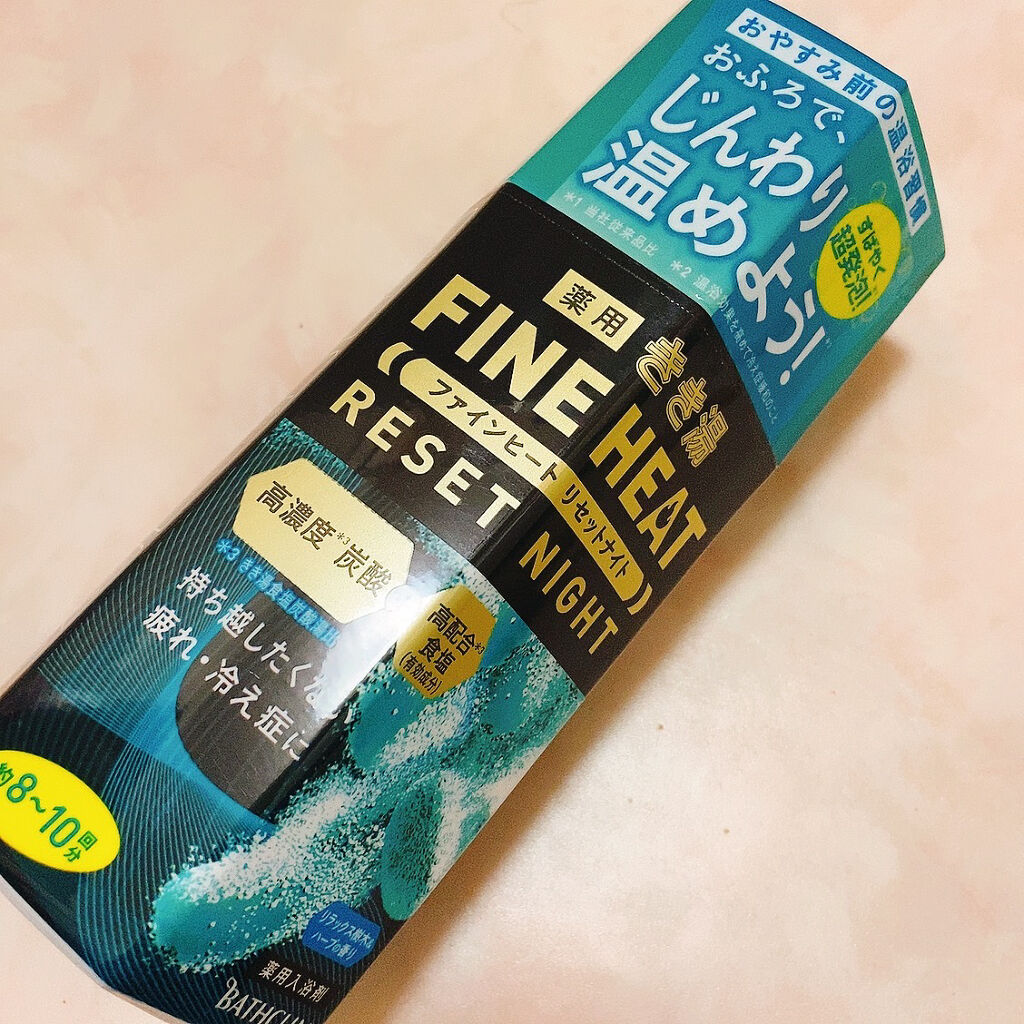 おやすみ前の温浴習慣
おふろで、
じんわり
温めよう!
*1 当社従来品比
すばやく
超発泡!
薬用
きき湯
FINE HEAT
ファインヒート リセットナイト
RESET NIGHT
高濃度*3炭酸
高配合*3
食塩
(有効成分)
持ち越したくない、
疲れ・冷え症に
約8~10回分
リラックス樹木&
ハーブの香り
薬用入浴剤